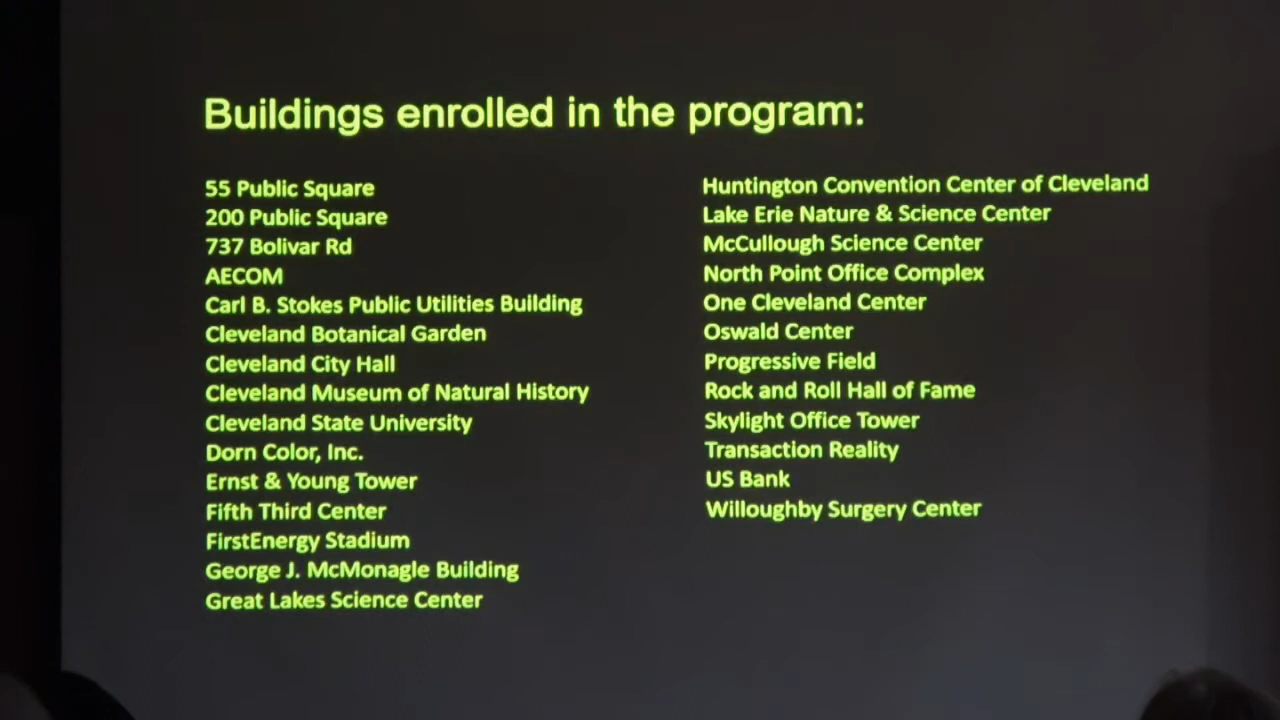 Buildings enrolled in the program:
55 Public Square
200 Public Square
737 Bolivar Rd
AECOM
Carl B. Stokes Public Utilities Building
Cleveland Botanical Garden
Cleveland City Hall
Cleveland Museum of Natural History
Cleveland State University
Dorn Color, Inc.
Ernst & Young Tower
Fifth Third Center
FirstEnergy Stadium
George J. McMonagle Building
Great Lakes Science Center
Huntington Convention Center of Cleveland
Lake Erie Nature & Science Center
McCullough Science Center
North Point Office Complex
One Cleveland Center
Oswald Center
Progressive Field
Rock and Roll Hall of Fame
Skylight Office Tower
Transaction Reality
US Bank
Willoughby Surgery Center